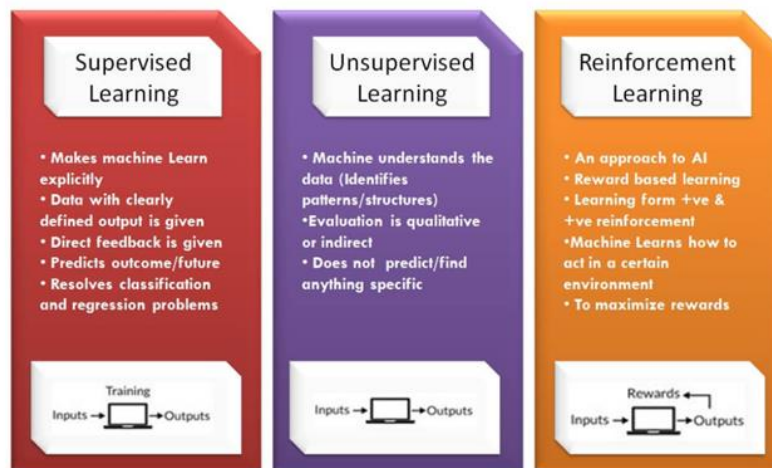 Supervised
Learning
• Makes machine Learn
explicitly
• Data with clearly
defined output is given
• Direct feedback is given
• Predicts outcome/future
• Resolves classification
and regression problems
Training
Inputs → → Outputs
Unsupervised
Learning
• Machine understands the
data (Identifies
patterns/structures)
•Evaluation is qualitative
or indirect
• Does not predict/find
anything specific
Inputs → → Outputs
Reinforcement
Learning
• An approach to AI
• Reward based learning
• Learning form +ve &
+ve reinforcement
•Machine Learns how to
act in a certain
environment
• To maximize rewards
Rewards
Inputs → → Outputs